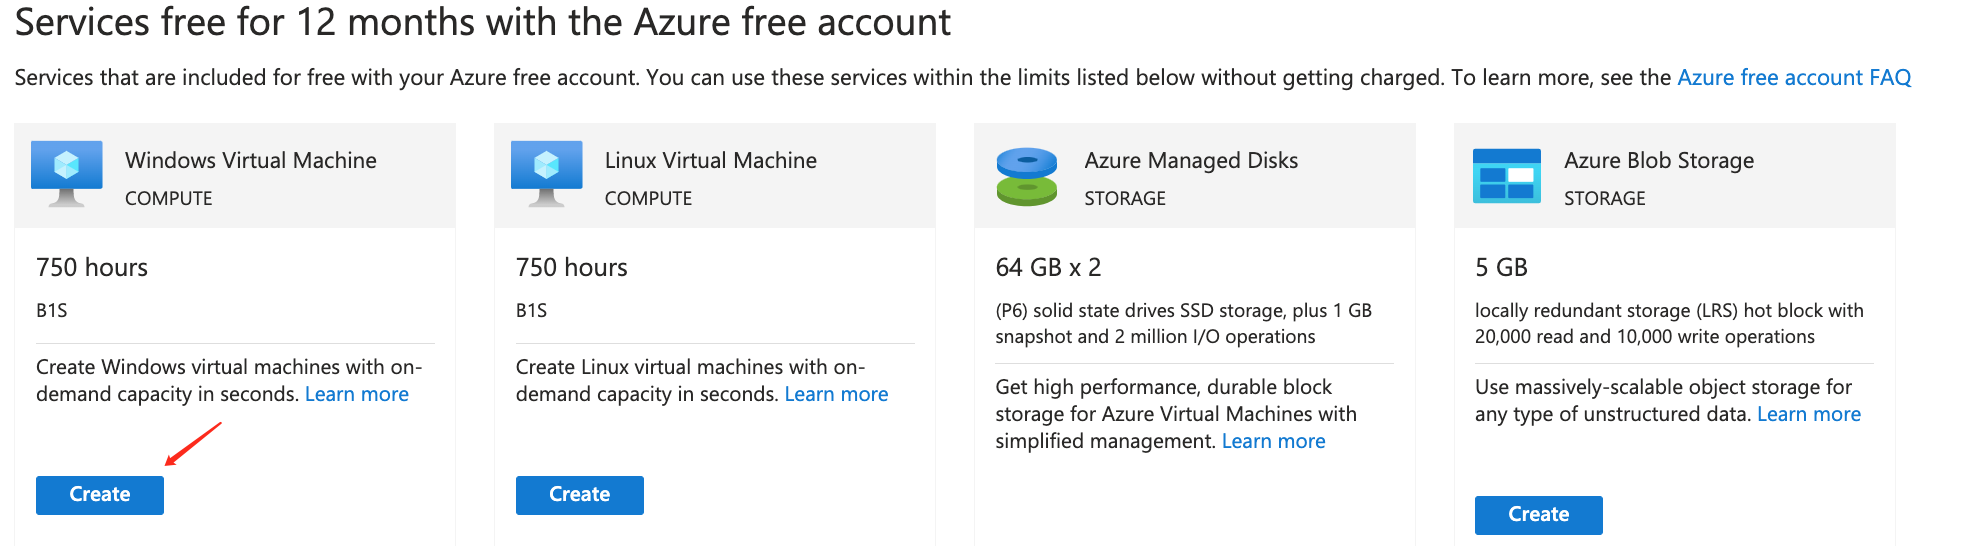 Services free for 12 months with the Azure free account
Services that are included for free with your Azure free account. You can use these services within the limits listed below without getting charged. To learn more, see the Azure free account FAQ
Windows Virtual Machine
COMPUTE
750 hours
B1S
Create Windows virtual machines with on-
demand capacity in seconds. Learn more
Create
Linux Virtual Machine
COMPUTE
750 hours
B1S
Create Linux virtual machines with on-
demand capacity in seconds. Learn more
Create
Azure Managed Disks
STORAGE
64 GB x 2
(P6) solid state drives SSD storage, plus 1 GB
snapshot and 2 million I/O operations
Get high performance, durable block
storage for Azure Virtual Machines with
simplified management. Learn more
Azure Blob Storage
STORAGE
5 GB
locally redundant storage (LRS) hot block with
20,000 read and 10,000 write operations
Use massively-scalable object storage for
any type of unstructured data. Learn more
Create